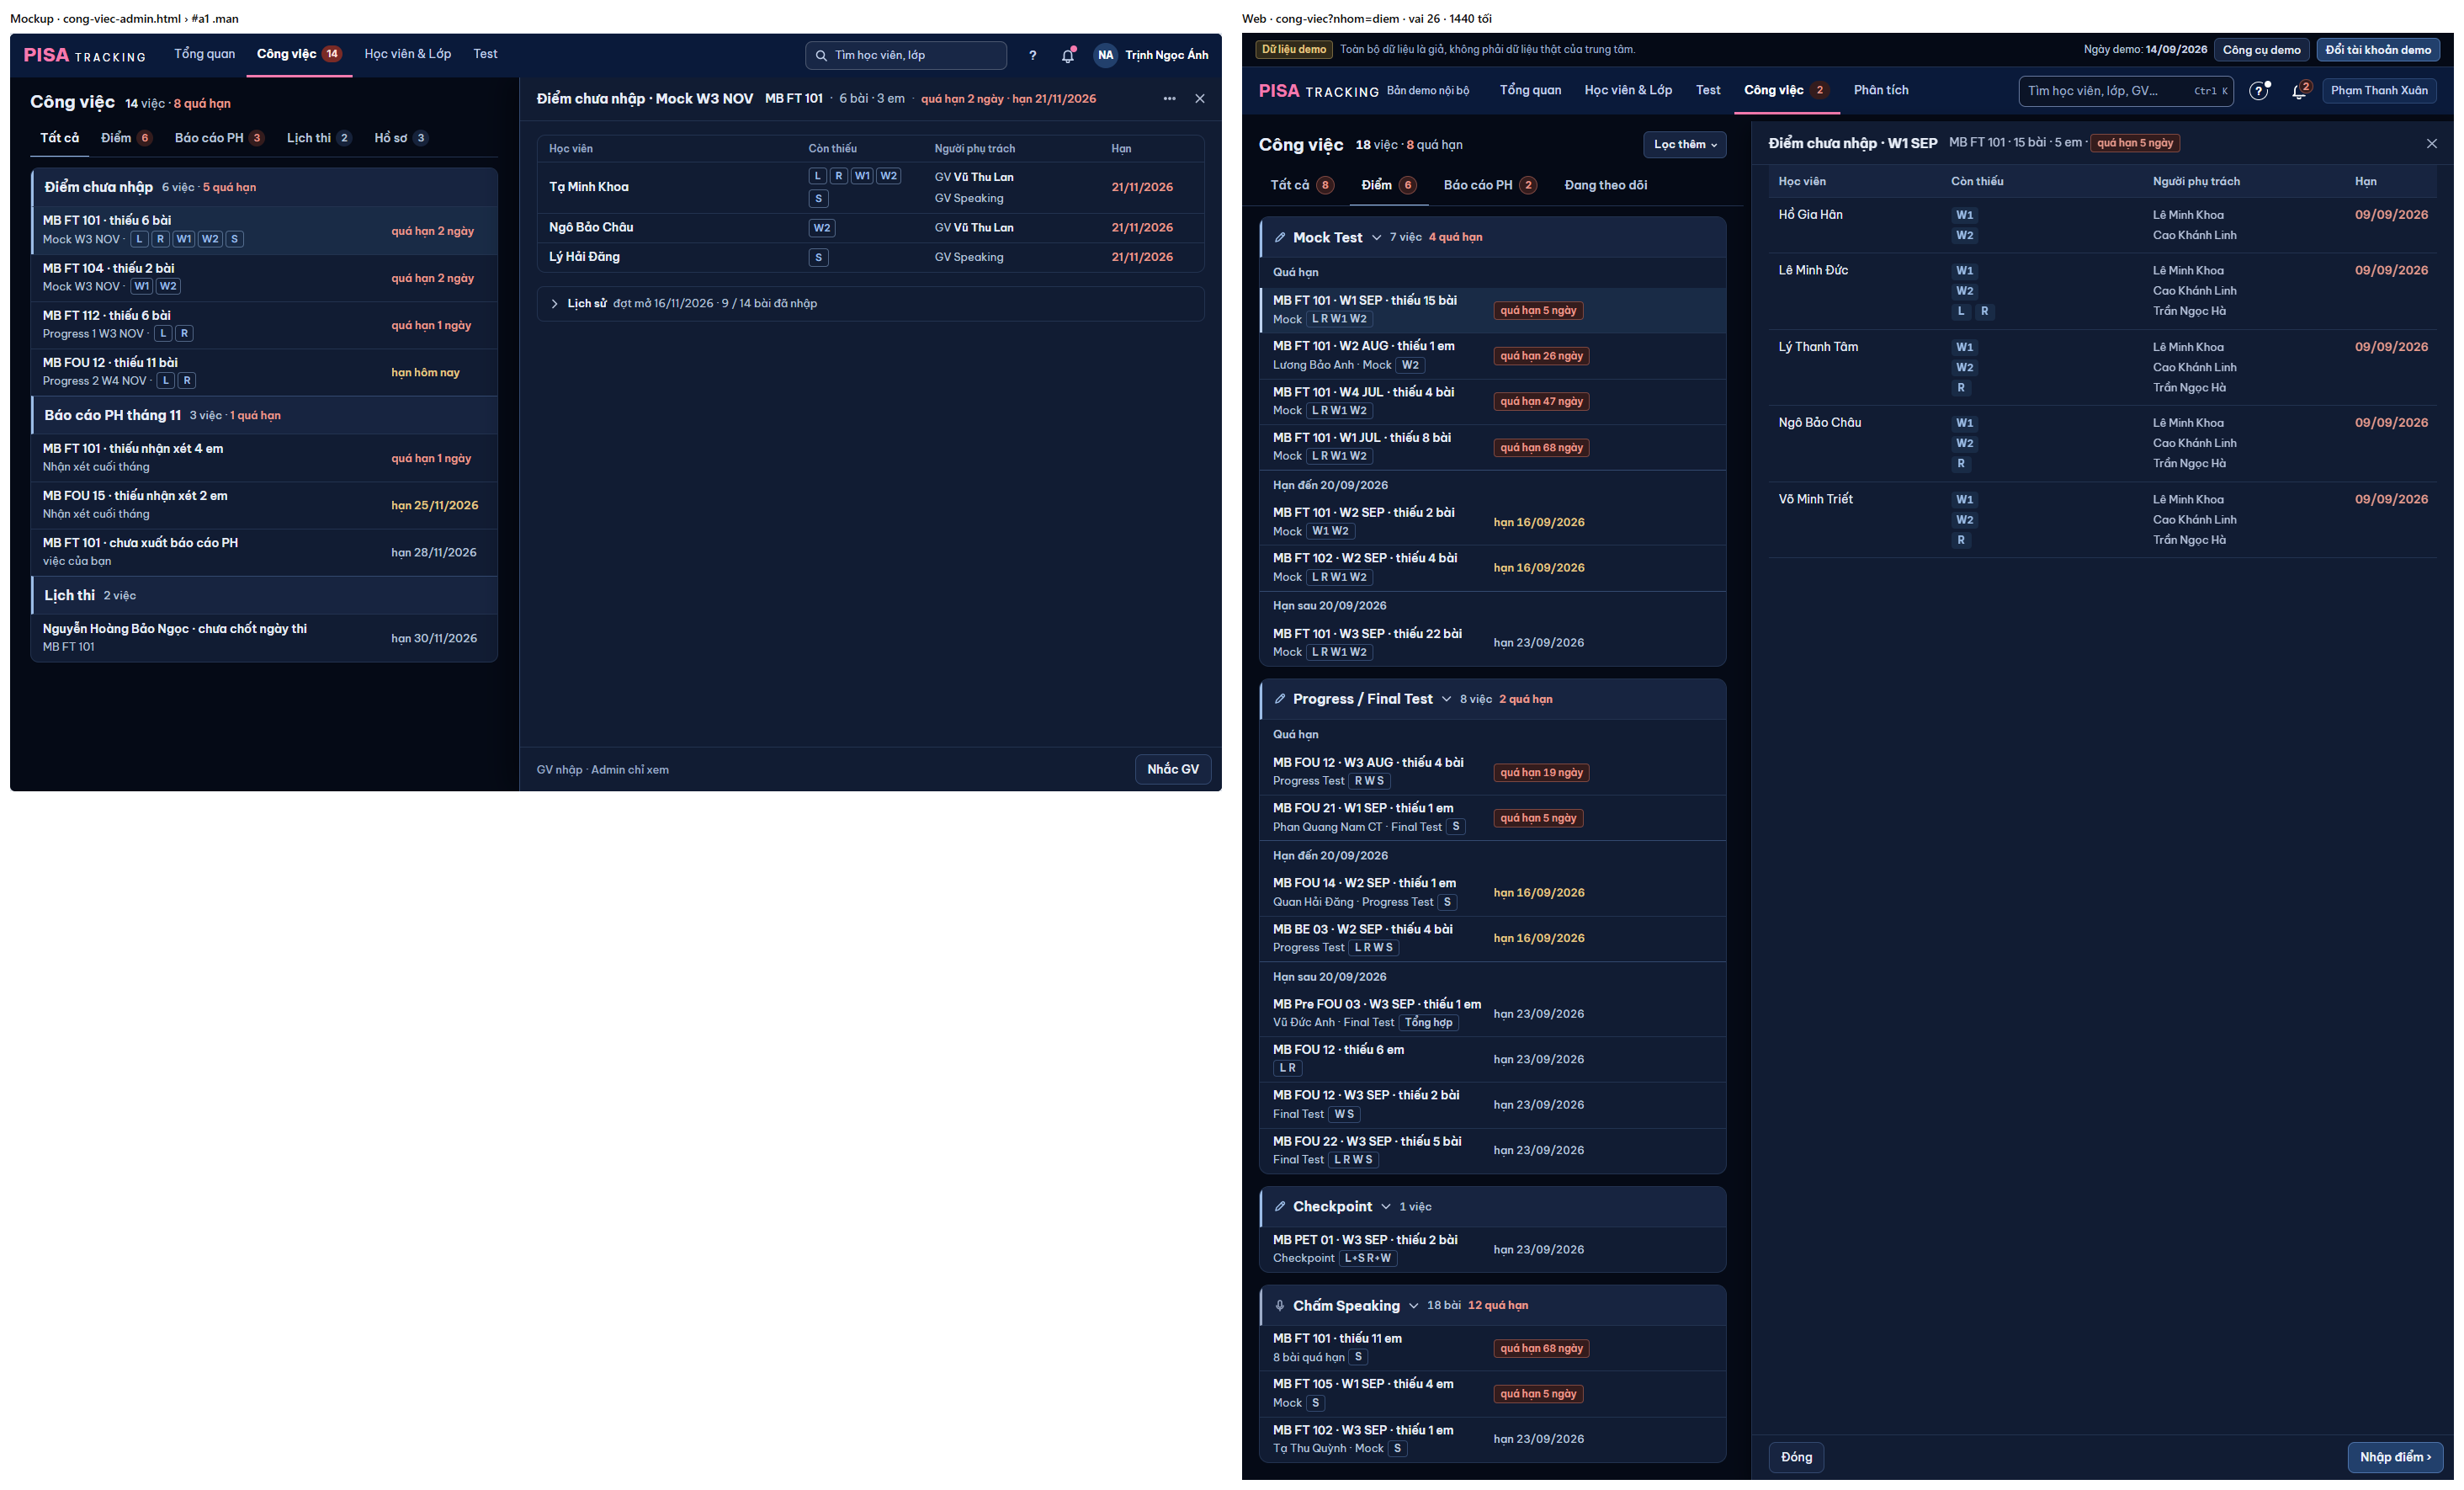 Mockup · cong-viec-admin.html › #a1 .man
PISA TRACKING Tổng quan Công việc 14 Học viên & Lớp Test Tìm học viên, lớp ? NA Trịnh Ngọc Ánh
Công việc 14 việc · 8 quá hạn
Tất cả Điểm 6 Báo cáo PH 3 Lịch thi 2 Hồ sơ 3
Điểm chưa nhập 6 việc · 5 quá hạn
MB FT 101 · thiếu 6 bài
Mock W3 NOV · L R W1 W2 S
quá hạn 2 ngày
MB FT 104 · thiếu 2 bài
Mock W3 NOV · W1 W2
quá hạn 2 ngày
MB FT 112 · thiếu 6 bài
Progress 1 W3 NOV · L R
quá hạn 1 ngày
MB FOU 12 · thiếu 11 bài
Progress 2 W4 NOV · L R
hạn hôm nay
Báo cáo PH tháng 11 3 việc · 1 quá hạn
MB FT 101 · thiếu nhận xét 4 em
Nhận xét cuối tháng
quá hạn 1 ngày
MB FOU 15 · thiếu nhận xét 2 em
Nhận xét cuối tháng
hạn 25/11/2026
MB FT 101 · chưa xuất báo cáo PH
việc của bạn
hạn 28/11/2026
Lịch thi 2 việc
Nguyễn Hoàng Bảo Ngọc · chưa chốt ngày thi
MB FT 101
hạn 30/11/2026
Điểm chưa nhập · Mock W3 NOV MB FT 101 · 6 bài · 3 em · quá hạn 2 ngày · hạn 21/11/2026
Học viên Còn thiếu Người phụ trách Hạn
Tạ Minh Khoa L R W1 W2 S GV Vũ Thu Lan GV Speaking 21/11/2026
Ngô Bảo Châu W2 GV Vũ Thu Lan 21/11/2026
Lý Hải Đăng S GV Speaking 21/11/2026
Lịch sử đợt mở 16/11/2026 · 9 / 14 bài đã nhập
GV nhập · Admin chỉ xem Nhắc GV
Web · cong-viec?nhom=diem · vai 26 · 1440 tối
Dữ liệu demo Toàn bộ dữ liệu là giả, không phải dữ liệu thật của trung tâm. Ngày demo: 14/09/2026 Công cụ demo Đổi tài khoản demo
PISA TRACKING Bản demo nội bộ Tổng quan Học viên & Lớp Test Công việc 2 Phân tích Tìm học viên, lớp, GV... Ctrl K ? 2 Phạm Thanh Xuân
Công việc 18 việc · 8 quá hạn Lọc thêm
Tất cả 8 Điểm 6 Báo cáo PH 2 Đang theo dõi
Mock Test 7 việc 4 quá hạn
Quá hạn
MB FT 101 · W1 SEP · thiếu 15 bài
Mock L R W1 W2
quá hạn 5 ngày
MB FT 101 · W2 AUG · thiếu 1 em
Lương Bảo Anh · Mock W2
quá hạn 26 ngày
MB FT 101 · W4 JUL · thiếu 4 bài
Mock L R W1 W2
quá hạn 47 ngày
MB FT 101 · W1 JUL · thiếu 8 bài
Mock L R W1 W2
quá hạn 68 ngày
Hạn đến 20/09/2026
MB FT 101 · W2 SEP · thiếu 2 bài
Mock W1 W2
hạn 16/09/2026
MB FT 102 · W2 SEP · thiếu 4 bài
Mock L R W1 W2
hạn 16/09/2026
Hạn sau 20/09/2026
MB FT 101 · W3 SEP · thiếu 22 bài
Mock L R W1 W2
hạn 23/09/2026
Progress / Final Test 8 việc 2 quá hạn
Quá hạn
MB FOU 12 · W3 AUG · thiếu 4 bài
Progress Test R W S
quá hạn 19 ngày
MB FOU 21 · W1 SEP · thiếu 1 em
Phan Quang Nam CT · Final Test S
quá hạn 5 ngày
Hạn đến 20/09/2026
MB FOU 14 · W2 SEP · thiếu 1 em
Quan Hải Đăng · Progress Test S
hạn 16/09/2026
MB BE 03 · W2 SEP · thiếu 4 bài
Progress Test L R W S
hạn 16/09/2026
Hạn sau 20/09/2026
MB Pre FOU 03 · W3 SEP · thiếu 1 em
Vũ Đức Anh · Final Test Tổng hợp
hạn 23/09/2026
MB FOU 12 · thiếu 6 em
L R
hạn 23/09/2026
MB FOU 12 · W3 SEP · thiếu 2 bài
Final Test W S
hạn 23/09/2026
MB FOU 22 · W3 SEP · thiếu 5 bài
Final Test L R W S
hạn 23/09/2026
Checkpoint 1 việc
MB PET 01 · W3 SEP · thiếu 2 bài
Checkpoint L+S R+W
hạn 23/09/2026
Chấm Speaking 18 bài 12 quá hạn
MB FT 101 · thiếu 11 em
8 bài quá hạn S
quá hạn 68 ngày
MB FT 105 · W1 SEP · thiếu 4 em
Mock S
quá hạn 5 ngày
MB FT 102 · W3 SEP · thiếu 1 em
Tạ Thu Quỳnh · Mock S
hạn 23/09/2026
Điểm chưa nhập · W1 SEP MB FT 101 · 15 bài · 5 em · quá hạn 5 ngày
Học viên Còn thiếu Người phụ trách Hạn
Hồ Gia Hân W1 Lê Minh Khoa 09/09/2026
W2 Cao Khánh Linh
Lê Minh Đức W1 Lê Minh Khoa 09/09/2026
W2 Cao Khánh Linh
L R Trần Ngọc Hà
Lý Thanh Tâm W1 Lê Minh Khoa 09/09/2026
W2 Cao Khánh Linh
R Trần Ngọc Hà
Ngô Bảo Châu W1 Lê Minh Khoa 09/09/2026
W2 Cao Khánh Linh
R Trần Ngọc Hà
Võ Minh Triết W1 Lê Minh Khoa 09/09/2026
W2 Cao Khánh Linh
R Trần Ngọc Hà
Đóng Nhập điểm ›